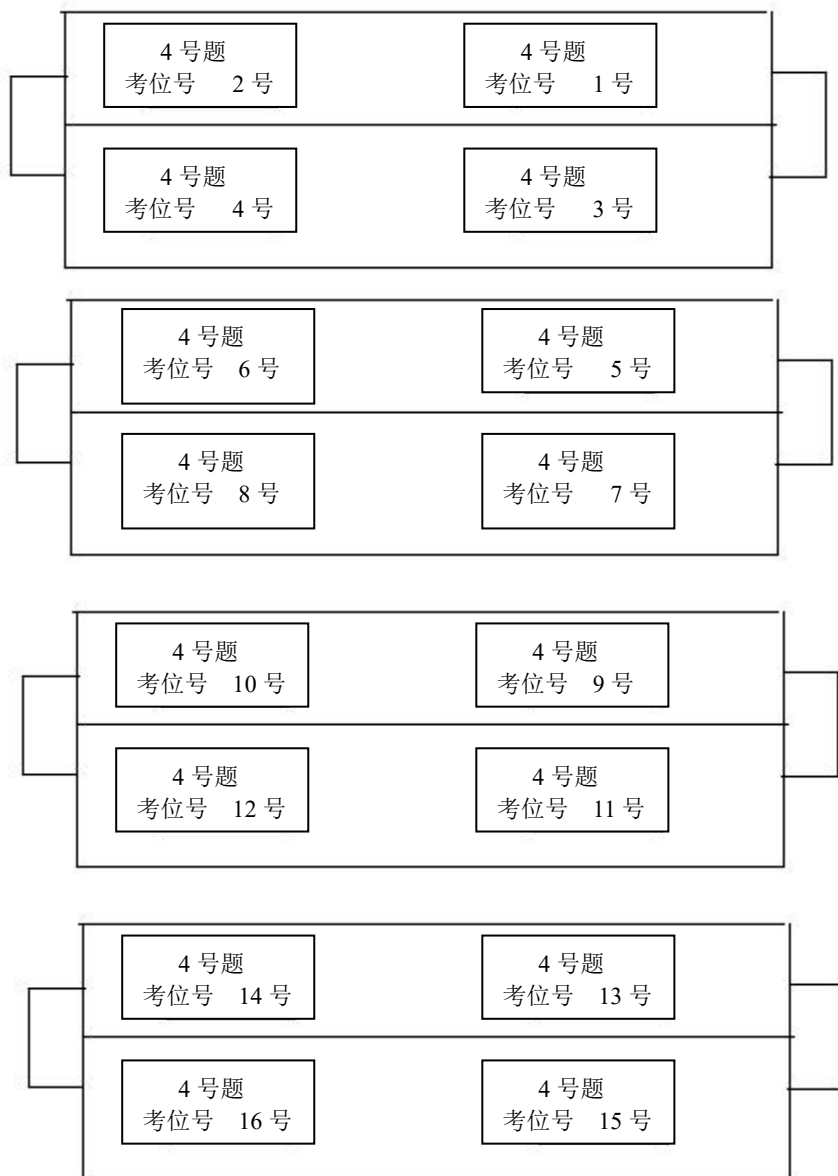 4 号题
考位号 2 号
4 号题
考位号 1 号
4 号题
考位号 4 号
4 号题
考位号 3 号
4 号题
考位号 6 号
4 号题
考位号 5 号
4 号题
考位号 8 号
4 号题
考位号 7 号
4 号题
考位号 10 号
4 号题
考位号 9 号
4 号题
考位号 12 号
4 号题
考位号 11 号
4 号题
考位号 14 号
4 号题
考位号 13 号
4 号题
考位号 16 号
4 号题
考位号 15 号